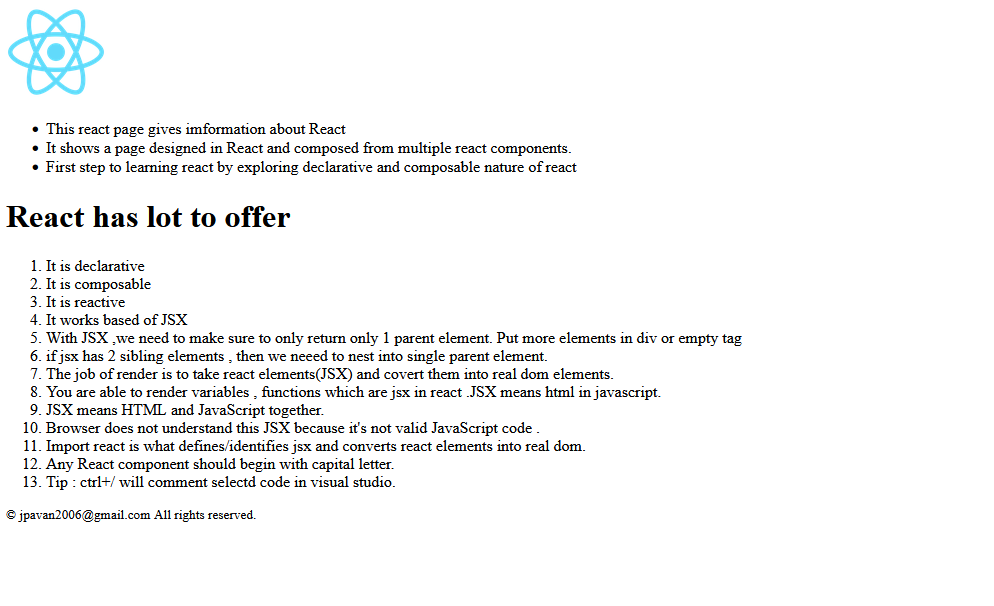 • This react page gives imformation about React
• It shows a page designed in React and composed from multiple react components.
• First step to learning react by exploring declarative and composable nature of react
React has lot to offer
1. It is declarative
2. It is composable
3. It is reactive
4. It works based of JSX
5. With JSX ,we need to make sure to only return only 1 parent element. Put more elements in div or empty tag
6. if jsx has 2 sibling elements , then we neeed to nest into single parent element.
7. The job of render is to take react elements(JSX) and covert them into real dom elements.
8. You are able to render variables , functions which are jsx in react .JSX means html in javascript.
9. JSX means HTML and JavaScript together.
10. Browser does not understand this JSX because it's not valid JavaScript code .
11. Import react is what defines/identifies jsx and converts react elements into real dom.
12. Any React component should begin with capital letter.
13. Tip : ctrl+/ will comment selectd code in visual studio.
© jpavan2006@gmail.com All rights reserved.